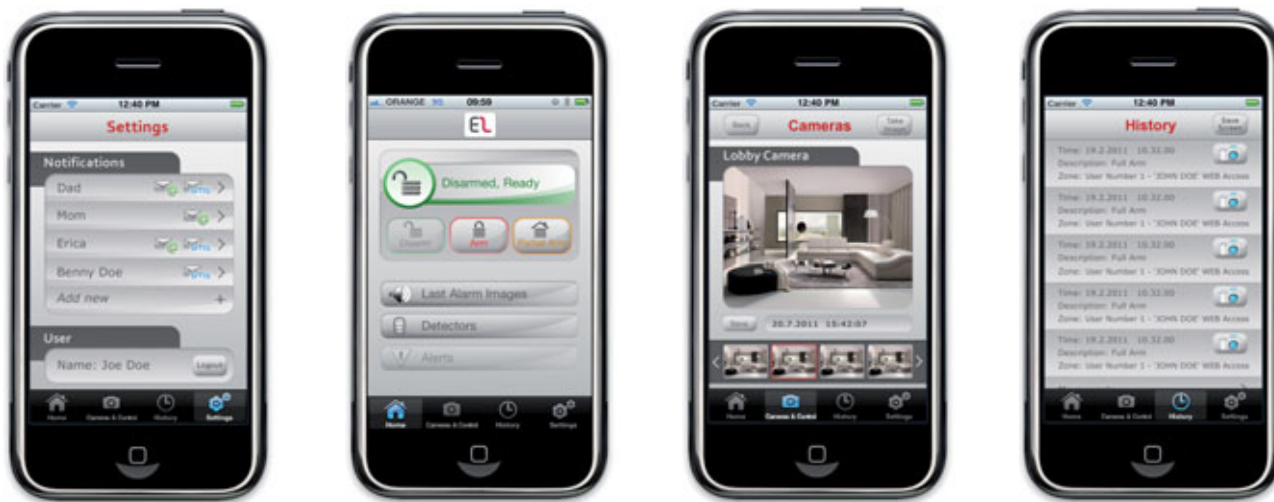 Carrier 12:40 PM
Settings
Notifications
Dad
Mom
Erica
Benny Doe
Add new +
User
Name: Joe Doe Logout
Home Cameras & Control History Settings
ORANGE 3G 09:59
EL
Disarmed, Ready
Disarm Arm Partial Arm
Last Alarm Images
Detectors
Alerts
Home Cameras & Control History Settings
Carrier 12:40 PM
Back Cameras Take Image
Lobby Camera
Save 20.7.2011 15:42:07
Home Cameras & Control History Settings
Carrier 12:40 PM
History Save Screen
Time: 19.2.2011 10.32.00
Description: Full Arm
Zone: User Number 1 - 'JOHN DOE' WEB Access
Time: 19.2.2011 10.32.00
Description: Full Arm
Zone: User Number 1 - 'JOHN DOE' WEB Access
Time: 19.2.2011 10.32.00
Description: Full Arm
Zone: User Number 1 - 'JOHN DOE' WEB Access
Time: 19.2.2011 10.32.00
Description: Full Arm
Zone: User Number 1 - 'JOHN DOE' WEB Access
Time: 19.2.2011 10.32.00
Description: Full Arm
Zone: User Number 1 - 'JOHN DOE' WEB Access
Home Cameras & Control History Settings